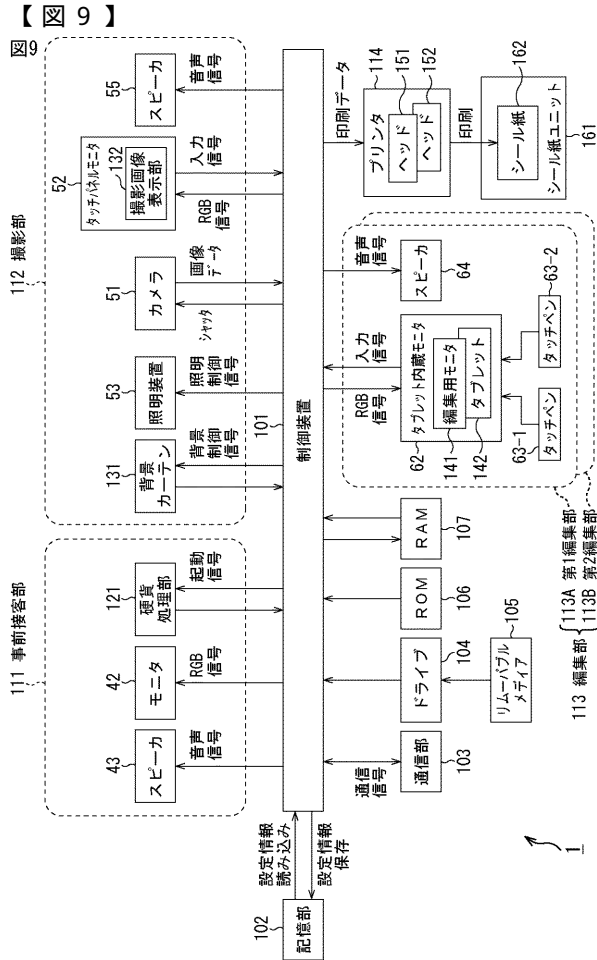 【図9】
図9
111 事前接客部
112 撮影部
43
スピーカ
音声
信号
42
モニタ
RGB
信号
121
硬貨
処理部
起動
信号
131
背景
カーテン
背景
制御
信号
53
照明装置
照明
制御
信号
51
カメラ
シャッタ
画像
データ
52
タッチパネルモニタ
132
撮影画像
表示部
RGB
信号
入力
信号
55
スピーカ
音声
信号
102
記憶部
設定情報
読み込み
設定情報
保存
101
制御装置
通信
信号
通信部
103
ドライブ
104
リムーバブル
メディア
105
ROM
106
RAM
107
RGB
信号
入力
信号
62
タブレット内蔵モニタ
141
編集用モニタ
142
タブレット
63-1
タッチペン
63-2
タッチペン
音声
信号
スピーカ
64
113 編集部
113A 第1編集部
113B 第2編集部
印刷データ
114
プリンタ
151
ヘッド
152
ヘッド
印刷
162
シール紙
シール紙ユニット
161
1